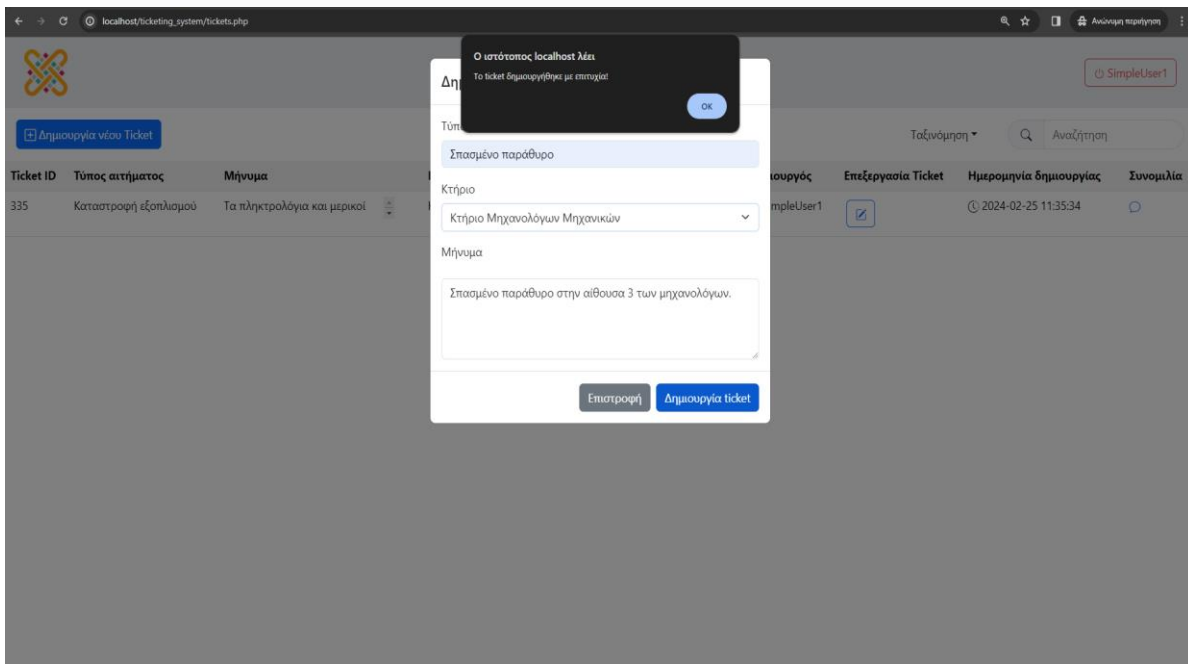 localhost/ticketing_system/tickets.php
Ανώνυμη περιήγηση
Ο ιστότοπος localhost λέει
Το ticket δημιουργήθηκε με επιτυχία!
OK
SimpleUser1
Δημιουργία νέου Ticket
Ταξινόμηση
Αναζήτηση
Σπασμένο παράθυρο
Κτήριο
Κτήριο Μηχανολόγων Μηχανικών
Μήνυμα
Σπασμένο παράθυρο στην αίθουσα 3 των μηχανολόγων.
Επιστροφή Δημιουργία ticket
Ticket ID Τύπος αιτήματος Μήνυμα Επεξεργασία Ticket Ημερομηνία δημιουργίας Συνομιλία
335 Καταστροφή εξοπλισμού Τα πληκτρολόγια και μερικοί 2024-02-25 11:35:34